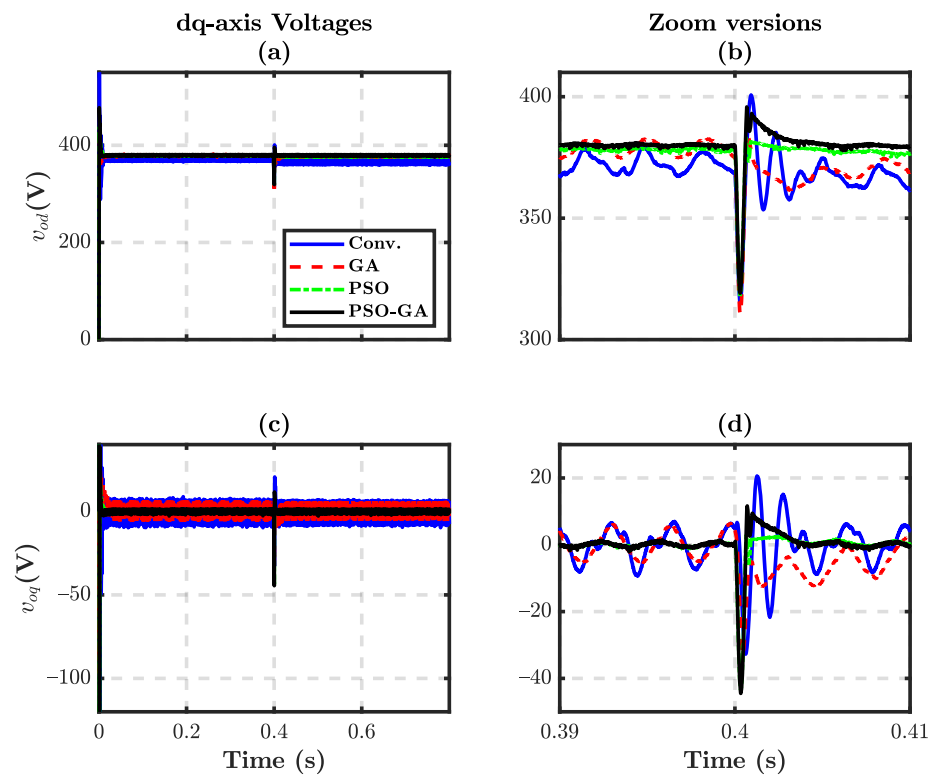 dq-axis Voltages
(a)
Zoom versions
(b)
400
200
0
v_od(V)
Conv.
GA
PSO
PSO-GA
400
350
300
(c)
0
−50
−100
v_oq(V)
0
0.2
0.4
0.6
Time (s)
(d)
20
0
−20
−40
0.39
0.4
0.41
Time (s)